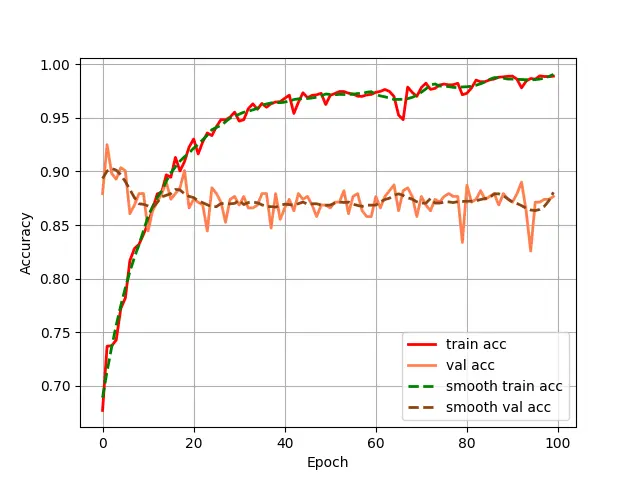 1.00
0.95
0.90
0.85
0.80
0.75
0.70
Accuracy
train acc
val acc
smooth train acc
smooth val acc
0 20 40 60 80 100
Epoch